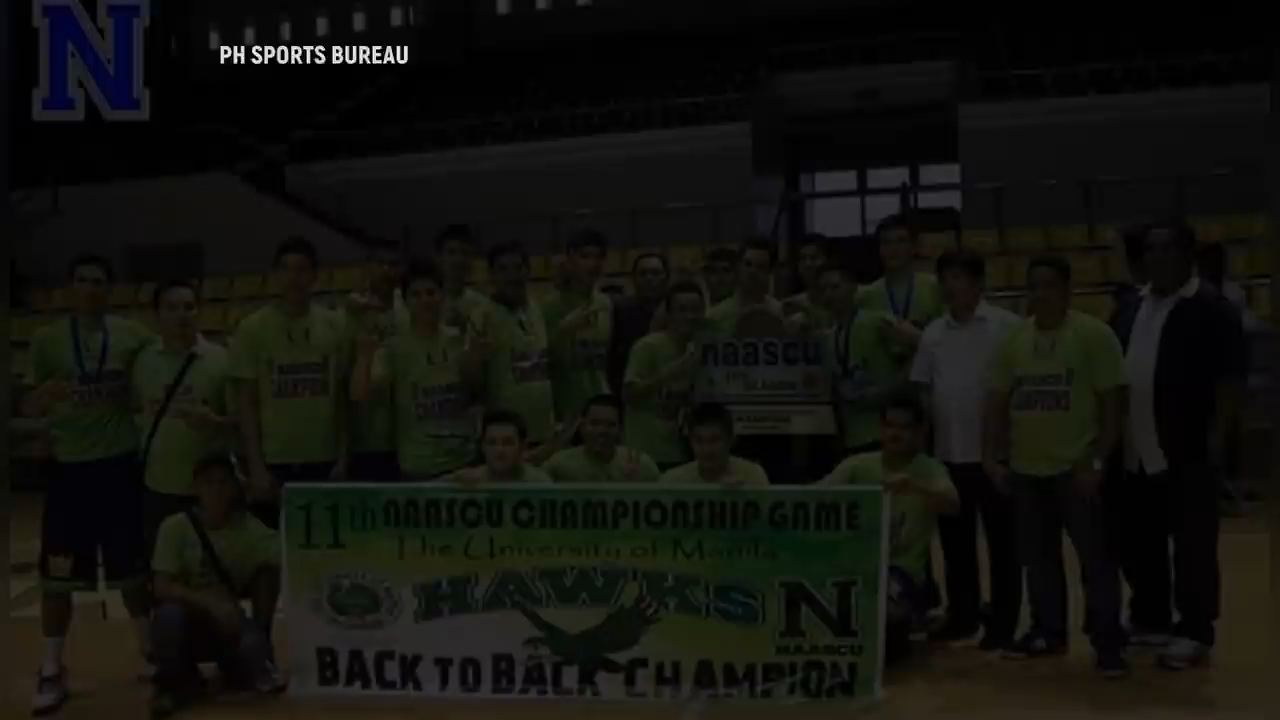 N
PH SPORTS BUREAU
naascu
11th NAASCU CHAMPIONSHIP GAME
The University of Manila
HAWKS
N
NAASCU
BACK TO BACK CHAMPION